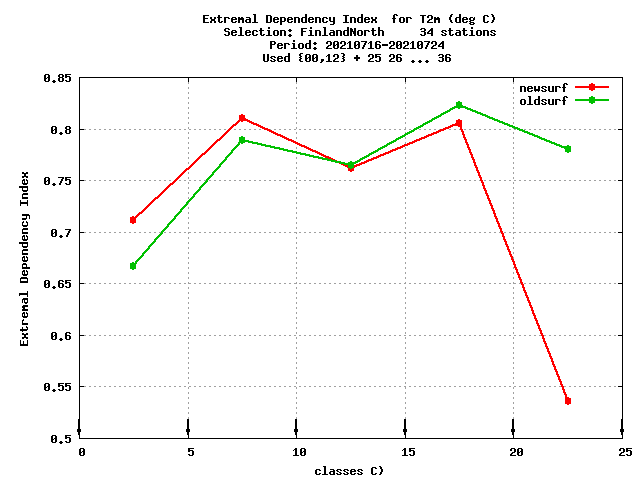 Extremal Dependency Index  for T2m (deg C)
Selection: FinlandNorth     34 stations
Period: 20210716-20210724
Used {00,12} + 25 26 ... 36
newsurf
oldsurf
Extremal Dependency Index
0.85
0.8
0.75
0.7
0.65
0.6
0.55
0.5
0 5 10 15 20 25
classes C)